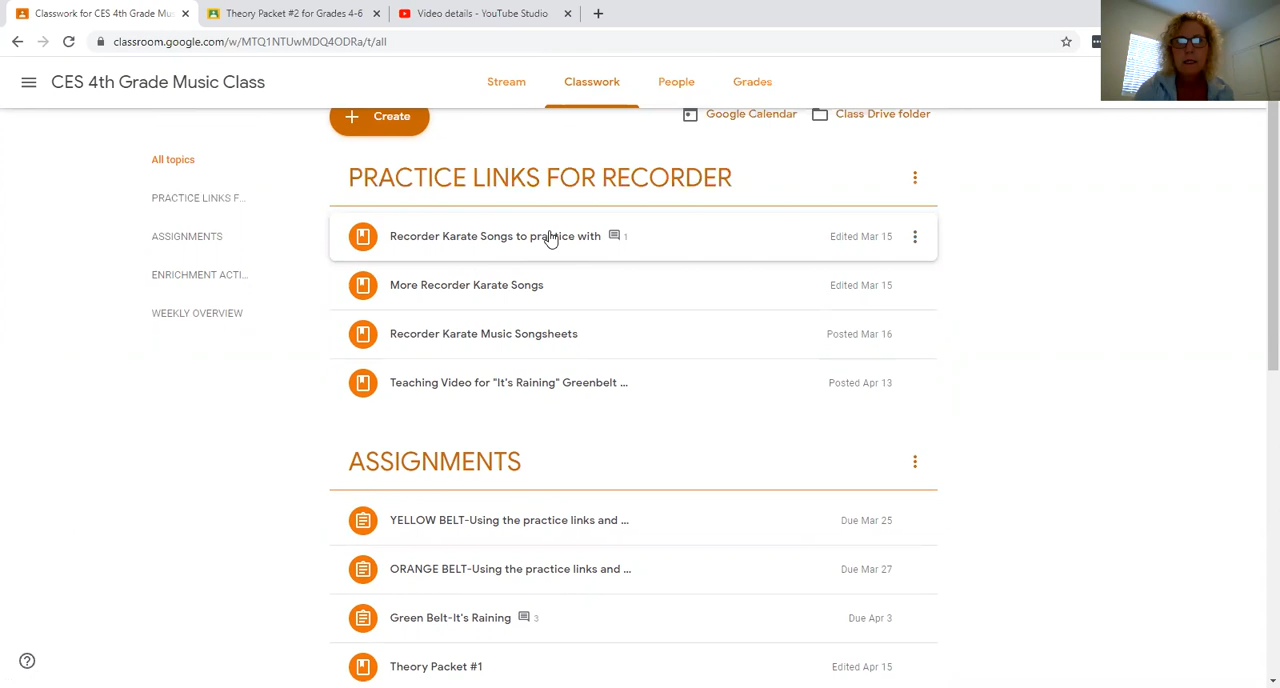 Classwork for CES 4th Grade Mu
Theory Packet #2 for Grades 4-6
Video details - YouTube Studio
classroom.google.com/w/MTQ1NTUwMDQ4ODRa/t/all
CES 4th Grade Music Class
Stream
Classwork
People
Grades
Create
Google Calendar
Class Drive folder
All topics
PRACTICE LINKS F...
ASSIGNMENTS
ENRICHMENT ACTI...
WEEKLY OVERVIEW
PRACTICE LINKS FOR RECORDER
Recorder Karate Songs to practice with 1 Edited Mar 15
More Recorder Karate Songs Edited Mar 15
Recorder Karate Music Songsheets Posted Mar 16
Teaching Video for "It's Raining" Greenbelt ... Posted Apr 13
ASSIGNMENTS
YELLOW BELT-Using the practice links and ... Due Mar 25
ORANGE BELT-Using the practice links and ... Due Mar 27
Green Belt-It's Raining 3 Due Apr 3
Theory Packet #1 Edited Apr 15